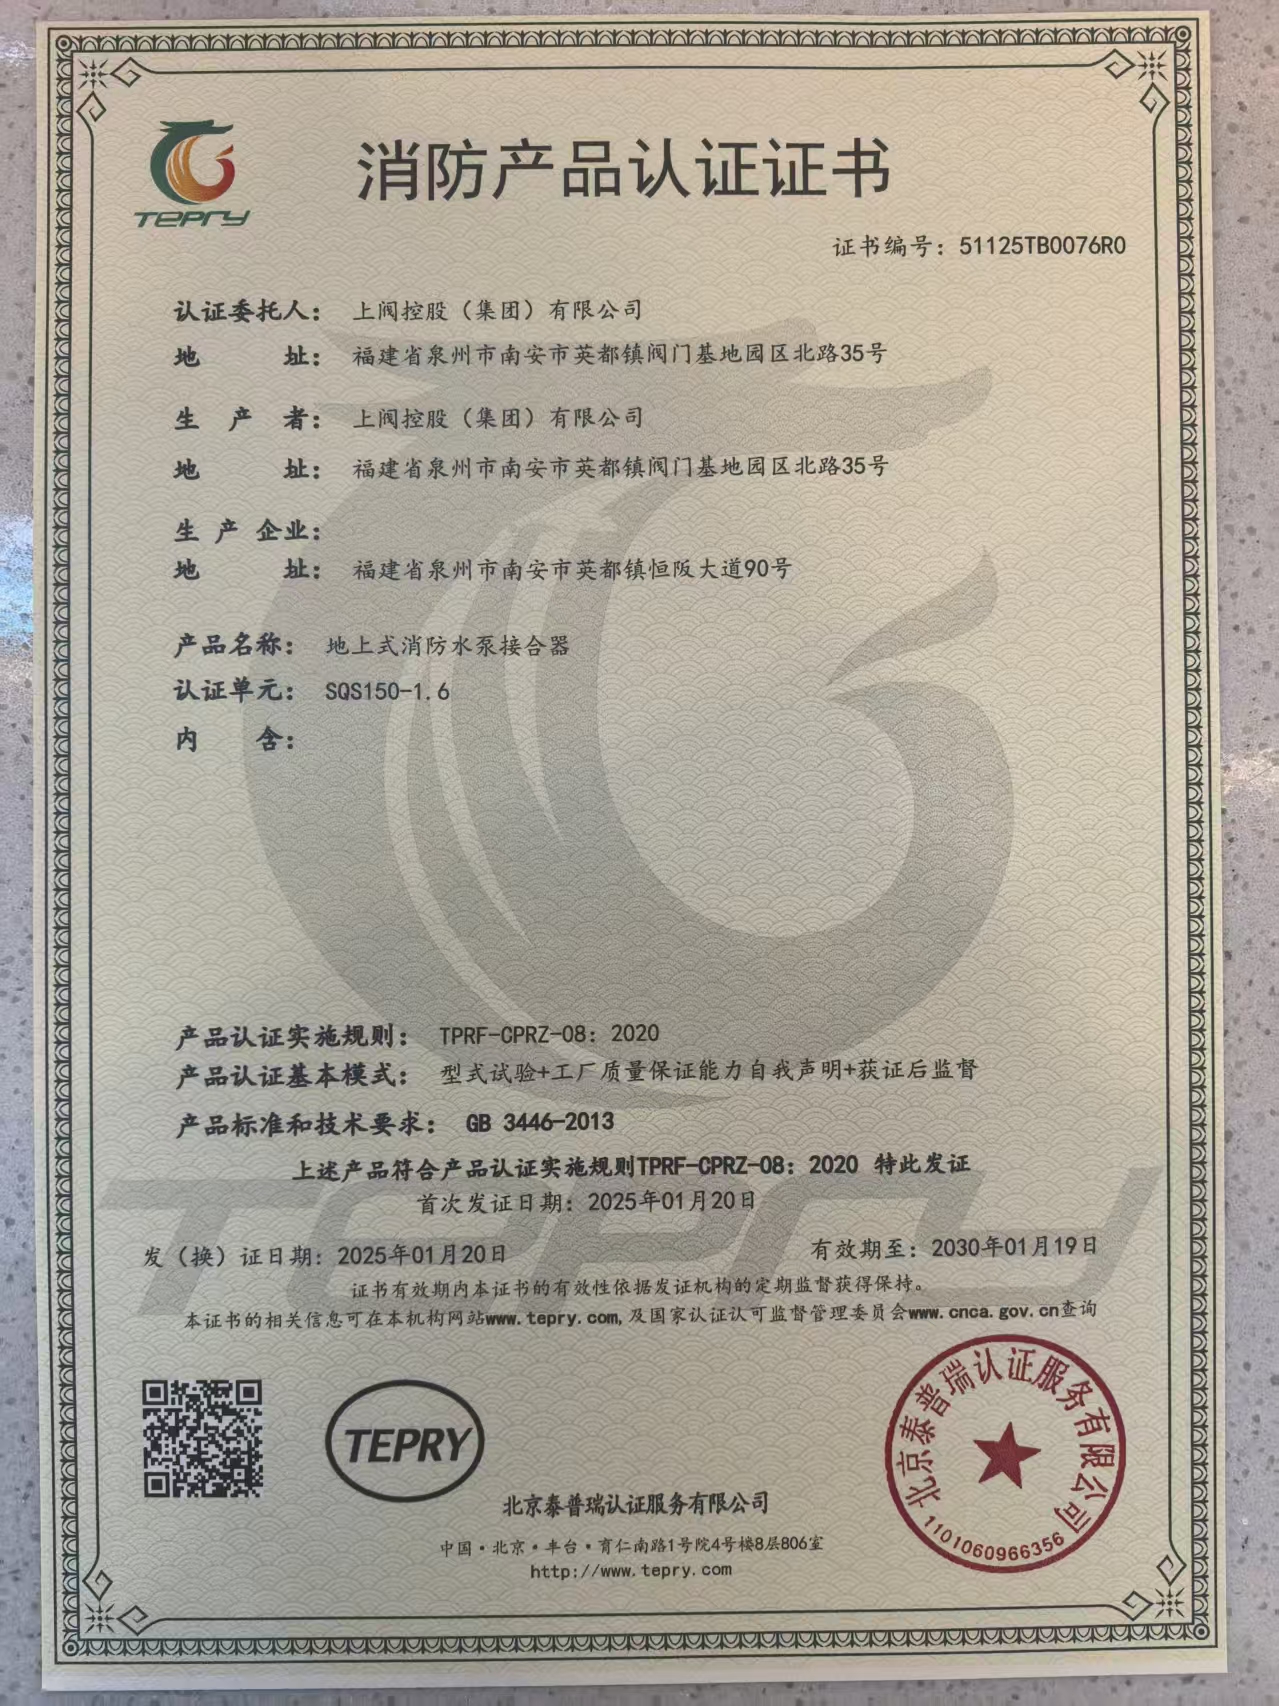 TEPRY
消防产品认证证书
证书编号：51125TB0076R0
认证委托人： 上阀控股（集团）有限公司
地 址： 福建省泉州市南安市英都镇阀门基地园区北路35号
生 产 者： 上阀控股（集团）有限公司
地 址： 福建省泉州市南安市英都镇阀门基地园区北路35号
生 产 企业：
地 址： 福建省泉州市南安市英都镇恒阪大道90号
产品名称： 地上式消防水泵接合器
认证单元： SQS150-1.6
内 含：
产品认证实施规则： TPRF-CPRZ-08：2020
产品认证基本模式： 型式试验+工厂质量保证能力自我声明+获证后监督
产品标准和技术要求： GB 3446-2013
上述产品符合产品认证实施规则TPRF-CPRZ-08：2020 特此发证
首次发证日期：2025年01月20日
发（换）证日期：2025年01月20日 有效期至：2030年01月19日
证书有效期内本证书的有效性依据发证机构的定期监督获得保持。
本证书的相关信息可在本机构网站www.tepry.com,及国家认证认可监督管理委员会www.cnca.gov.cn查询
TEPRY
北京泰普瑞认证服务有限公司
中国·北京·丰台·育仁南路1号院4号楼8层806室
http://www.tepry.com
北京泰普瑞认证服务有限公司
1101060966356
TEPRY